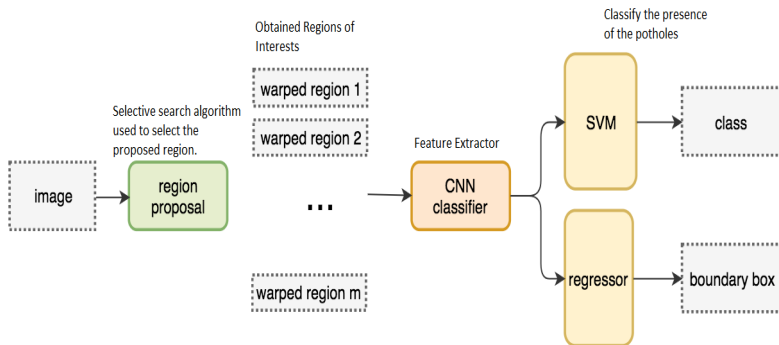 Classify the presence
of the potholes
Obtained Regions of
Interests
warped region 1
Selective search algorithm
used to select the
proposed region.
warped region 2
Feature Extractor
SVM
class
image
region
proposal
...
CNN
classifier
warped region m
regressor
boundary box